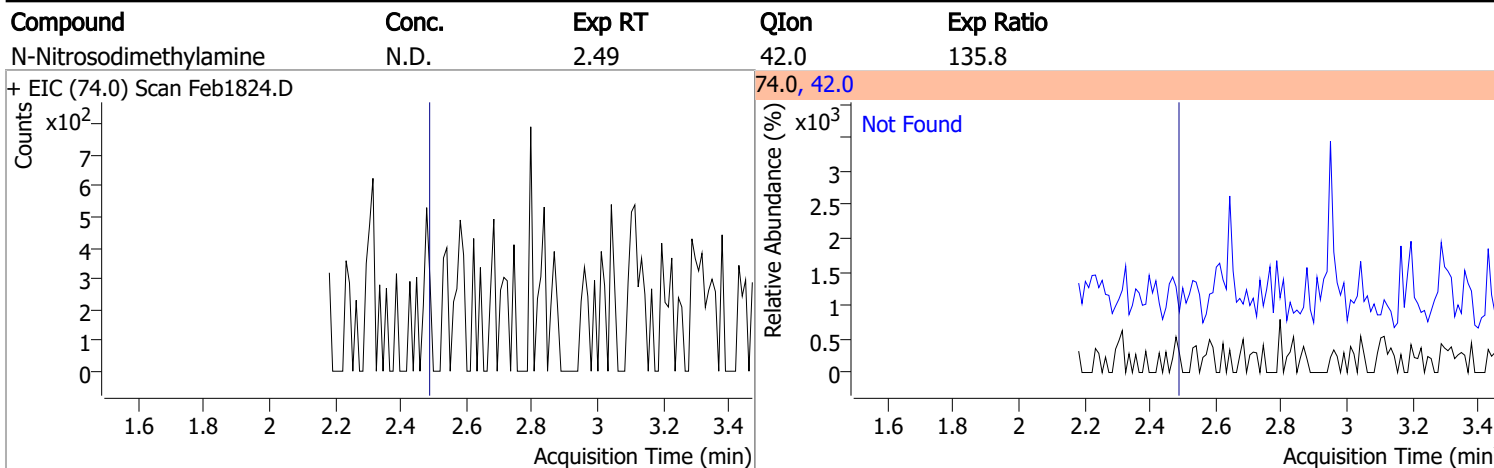 Compound Conc. Exp RT QIon Exp Ratio
N-Nitrosodimethylamine N.D. 2.49 42.0 135.8
+ EIC (74.0) Scan Feb1824.D
Counts
x10²
7
6
5
4
3
2
1
0
1.6 1.8 2 2.2 2.4 2.6 2.8 3 3.2 3.4
Acquisition Time (min)
74.0, 42.0
Relative Abundance (%)
x10³
Not Found
3
2.5
2
1.5
1
0.5
0
1.6 1.8 2 2.2 2.4 2.6 2.8 3 3.2 3.4
Acquisition Time (min